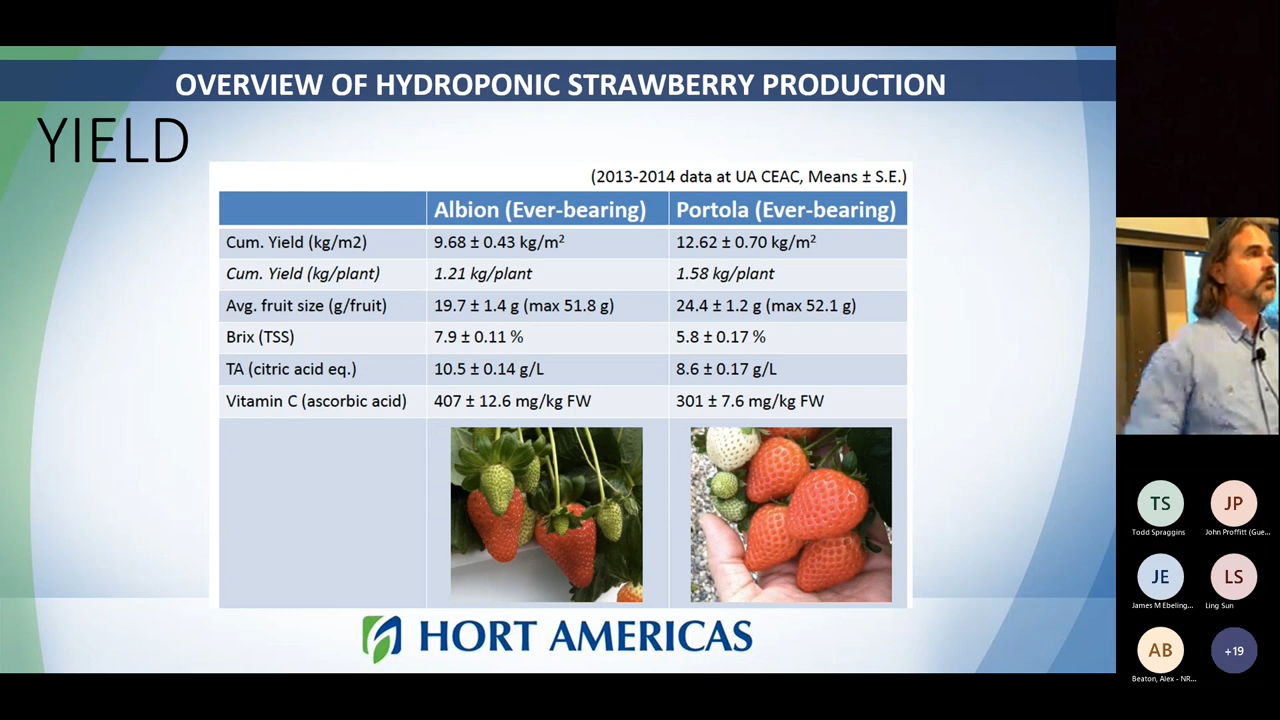 OVERVIEW OF HYDROPONIC STRAWBERRY PRODUCTION
YIELD
(2013-2014 data at UA CEAC, Means ± S.E.)
Albion (Ever-bearing) Portola (Ever-bearing)
Cum. Yield (kg/m2) 9.68 ± 0.43 kg/m² 12.62 ± 0.70 kg/m²
Cum. Yield (kg/plant) 1.21 kg/plant 1.58 kg/plant
Avg. fruit size (g/fruit) 19.7 ± 1.4 g (max 51.8 g) 24.4 ± 1.2 g (max 52.1 g)
Brix (TSS) 7.9 ± 0.11 % 5.8 ± 0.17 %
TA (citric acid eq.) 10.5 ± 0.14 g/L 8.6 ± 0.17 g/L
Vitamin C (ascorbic acid) 407 ± 12.6 mg/kg FW 301 ± 7.6 mg/kg FW
HORT AMERICAS
TS JP
Todd Spraggins John Proffitt (Gue...
JE LS
James M Ebeling... Ling Sun
AB +19
Beaton, Alex - NR...